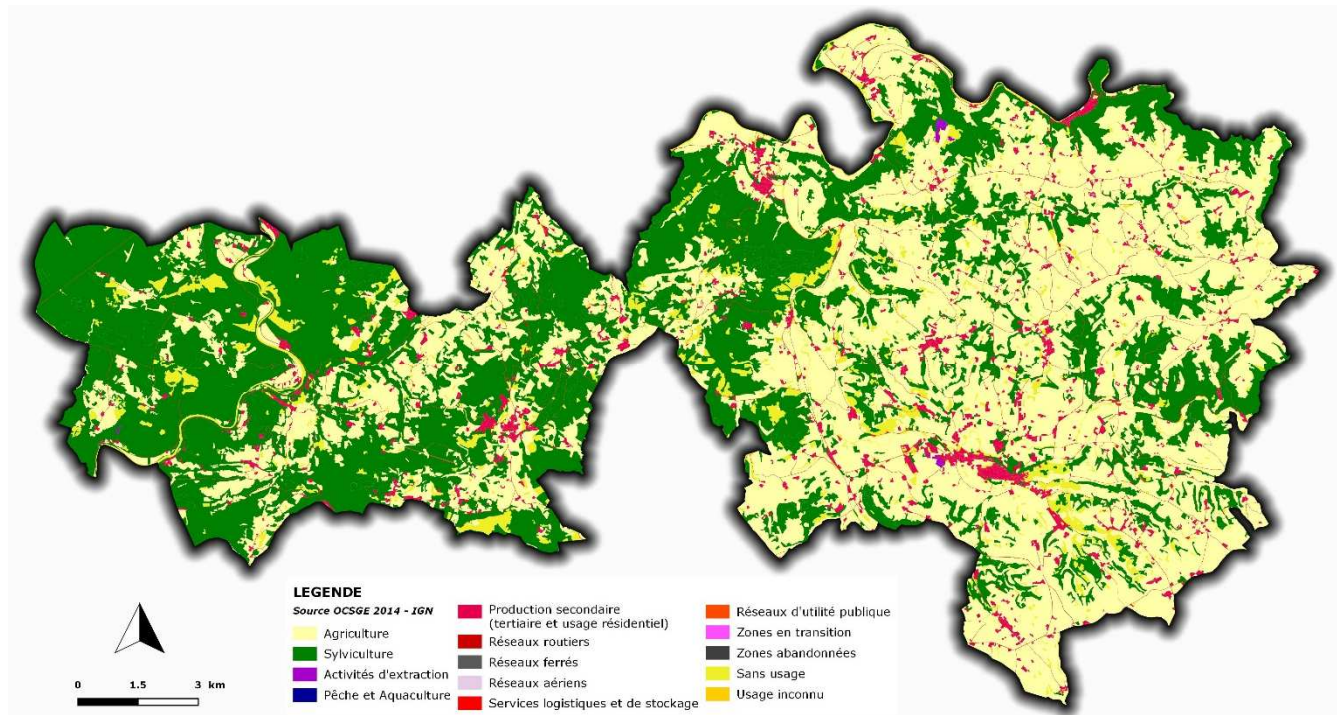 LEGENDE
Source OCSGE 2014 - IGN
Agriculture
Sylviculture
Activités d'extraction
Pêche et Aquaculture
Production secondaire
(tertiaire et usage résidentiel)
Réseaux routiers
Réseaux ferrés
Réseaux aériens
Services logistiques et de stockage
Réseaux d'utilité publique
Zones en transition
Zones abandonnées
Sans usage
Usage inconnu
0 1.5 3 km